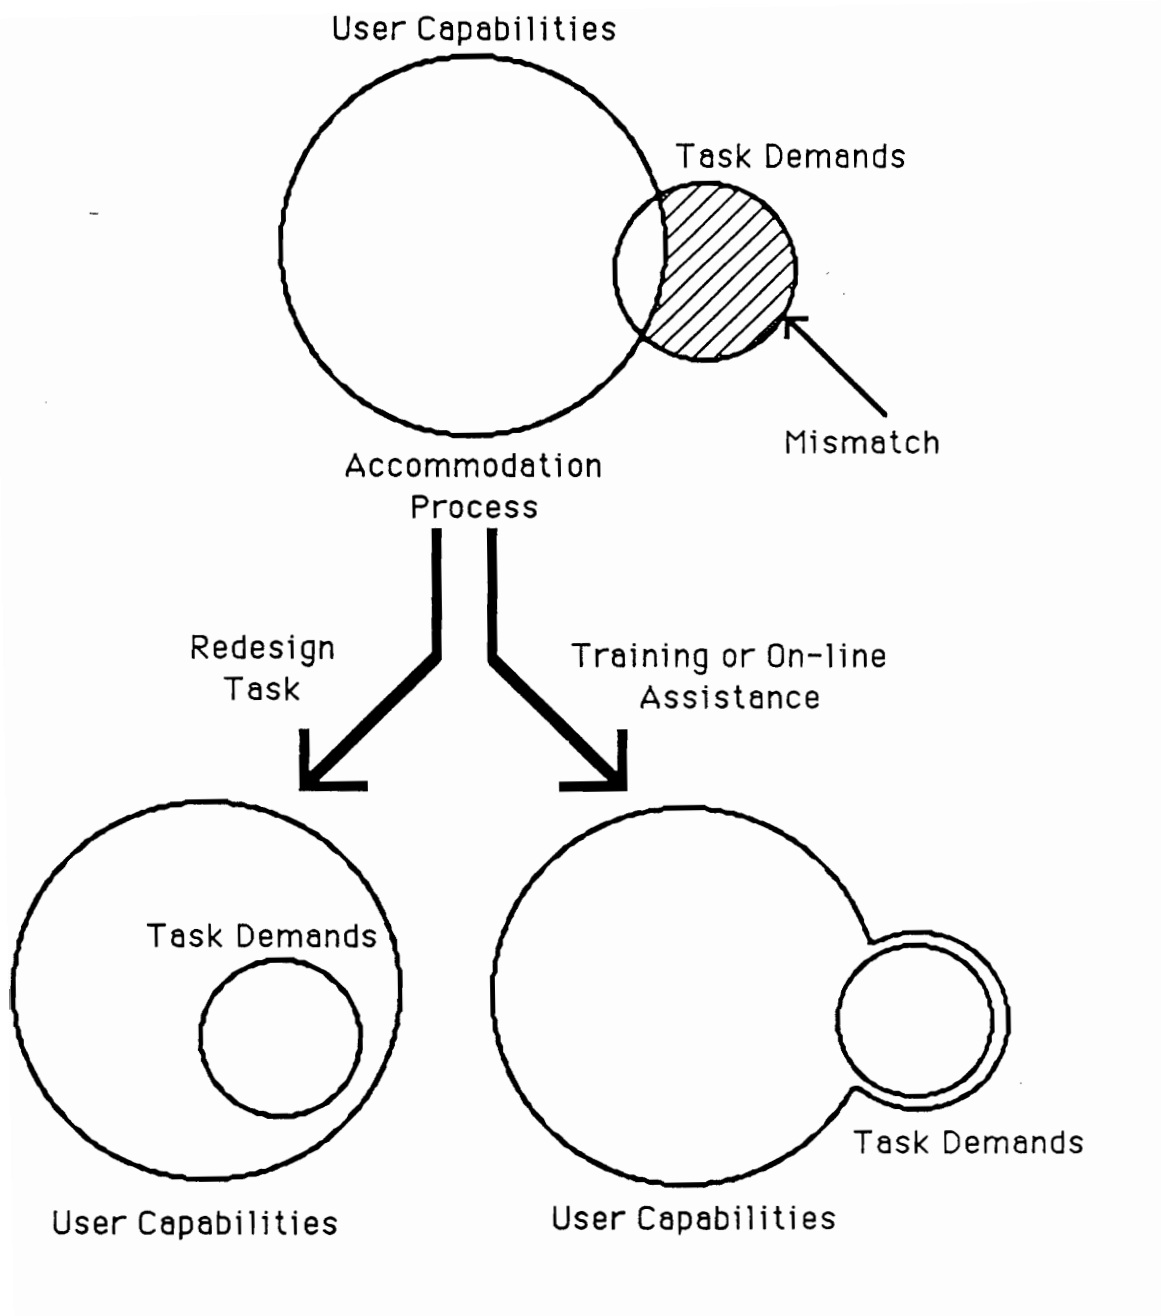 User Capabilities
Task Demands
Mismatch
Accommodation
Process
Redesign
Task
Training or On-line
Assistance
Task Demands
User Capabilities
Task Demands
User Capabilities